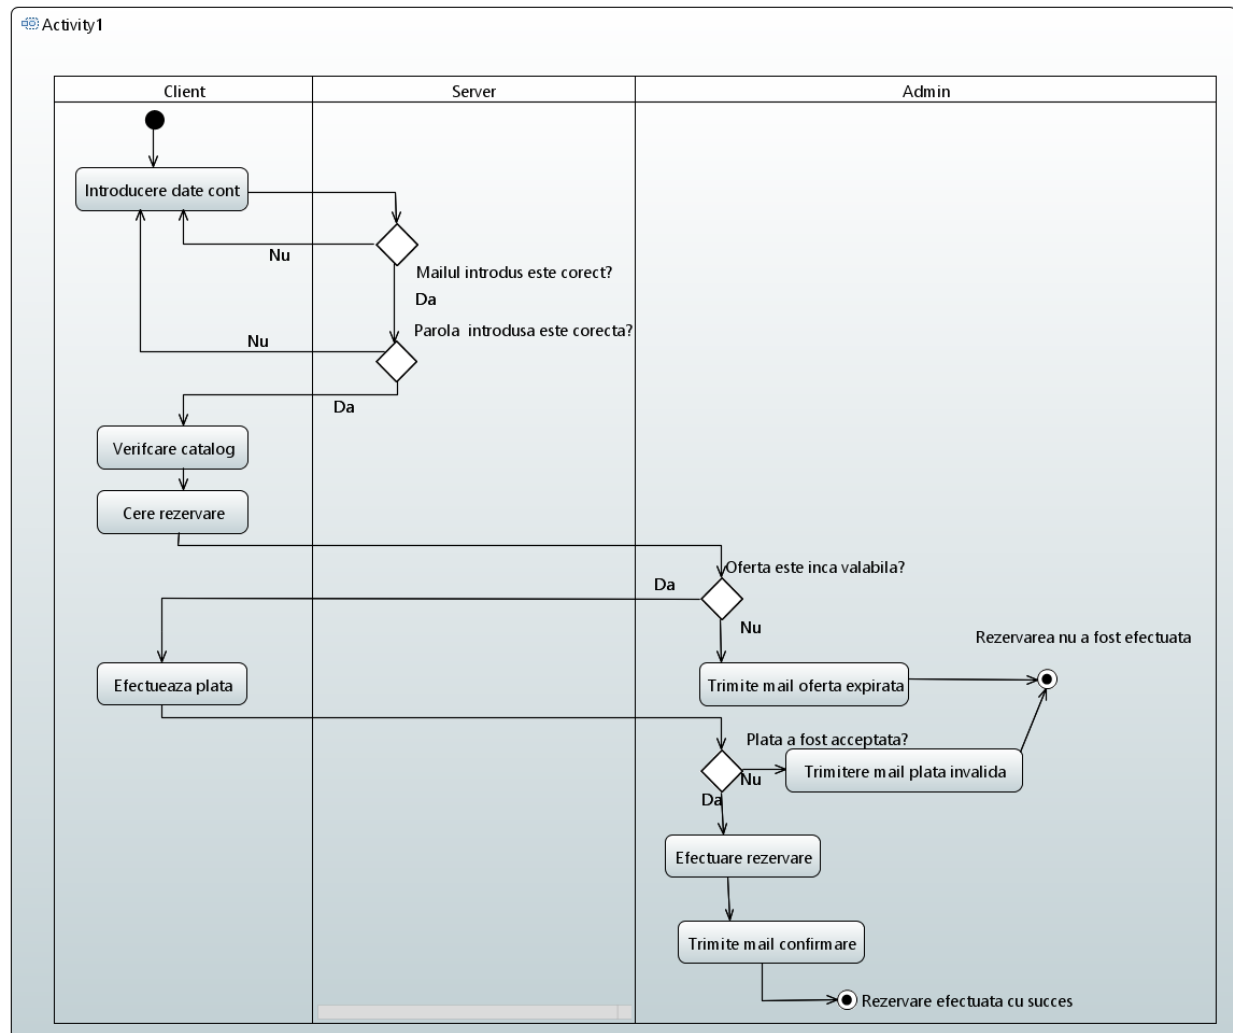 Activity1
Client
Server
Admin
Introducere date cont
Nu
Mailul introdus este corect?
Da
Parola introdusa este corecta?
Nu
Da
Verifcare catalog
Cere rezervare
Oferta este inca valabila?
Da
Nu
Rezervarea nu a fost efectuata
Efectueaza plata
Trimite mail oferta expirata
Plata a fost acceptata?
Nu
Trimitere mail plata invalida
Da
Efectuare rezervare
Trimite mail confirmare
Rezervare efectuata cu succes